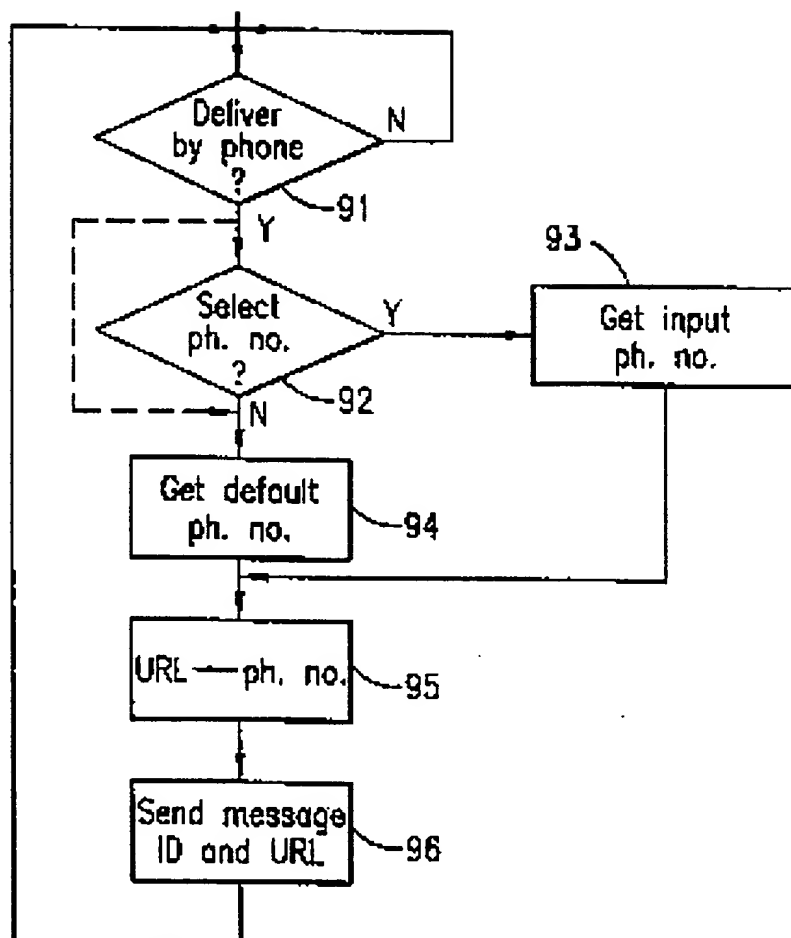 Deliver
by phone
?
N
91
Y
93
Select
ph. no.
?
Y
Get input
ph. no.
92
N
Get default
ph. no.
94
URL — ph. no.
95
Send message
ID and URL
96